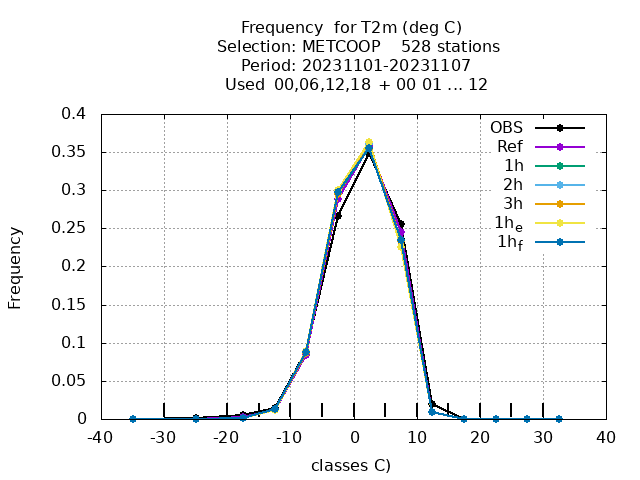 Frequency  for T2m (deg C)
Selection: METCOOP    528 stations
Period: 20231101-20231107
Used  00,06,12,18  + 00 01 ... 12
0.4
0.35
0.3
0.25
0.2
0.15
0.1
0.05
0
Frequency
OBS
Ref
1h
2h
3h
1h_e
1h_f
-40 -30 -20 -10 0 10 20 30 40
classes C)